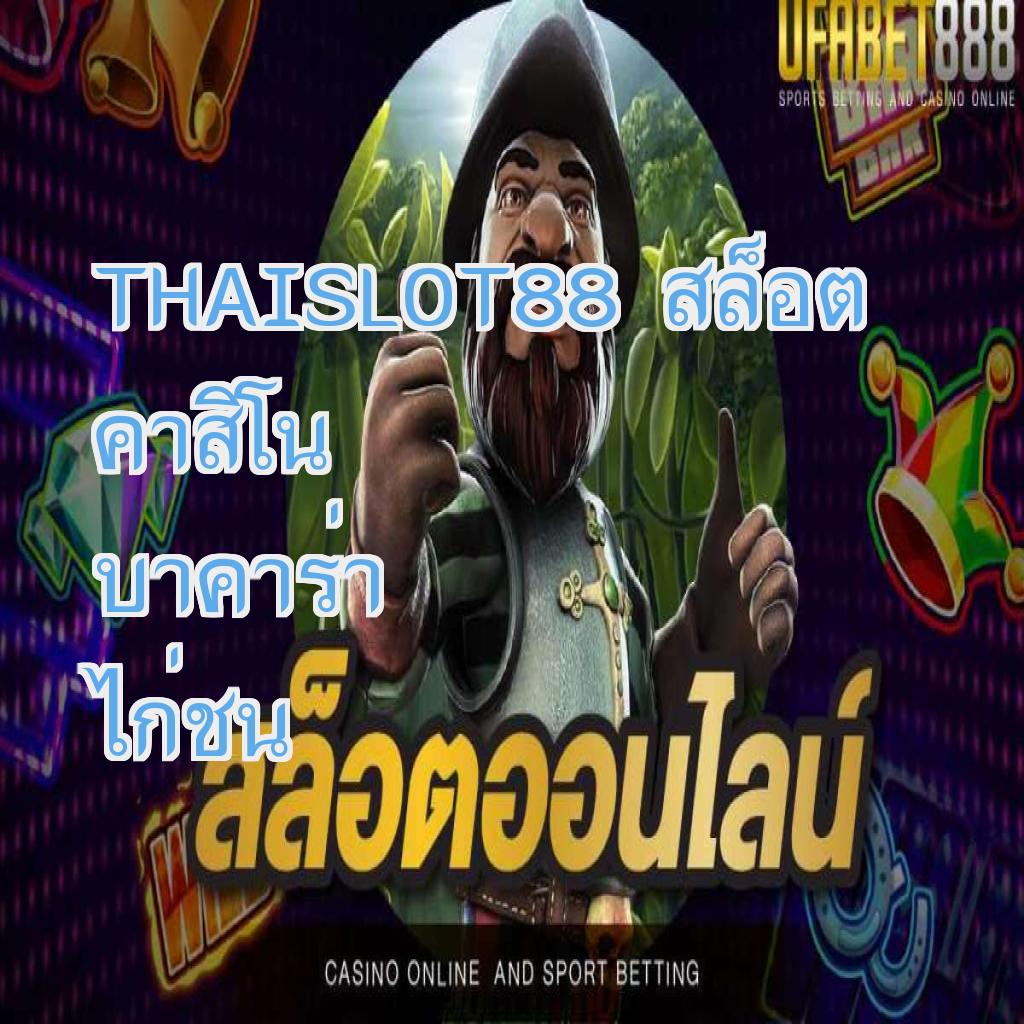 UFABET888
SPORTS BETTING AND CASINO ONLINE
BAR
THAISLOT88 สล็อต
คาสิโน
บาคาร่า
ไก่ชน
สล็อตออนไลน์
WIN
CASINO ONLINE AND SPORT BETTING